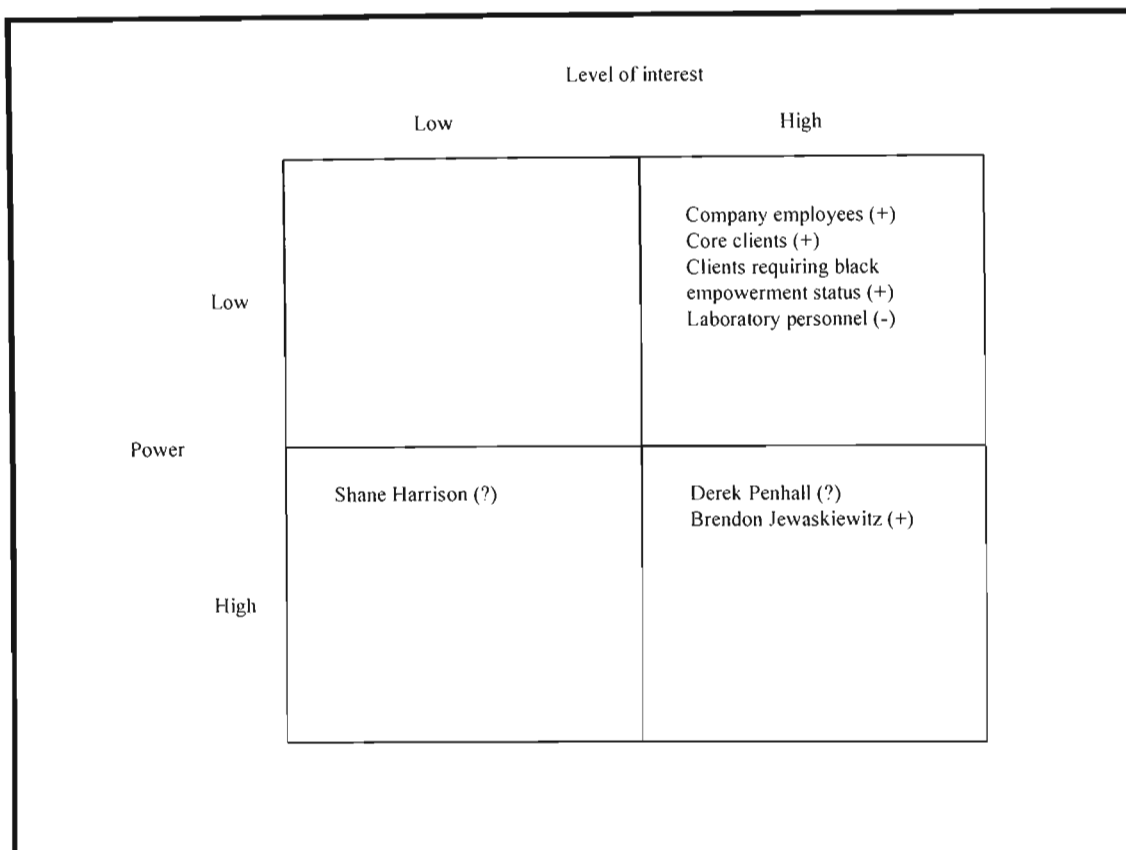 Level of interest
Low
High
Company employees (+)
Core clients (+)
Clients requiring black
empowerment status (+)
Laboratory personnel (-)
Low
Power
Shane Harrison (?)
Derek Penhall (?)
Brendon Jewaskiewitz (+)
High